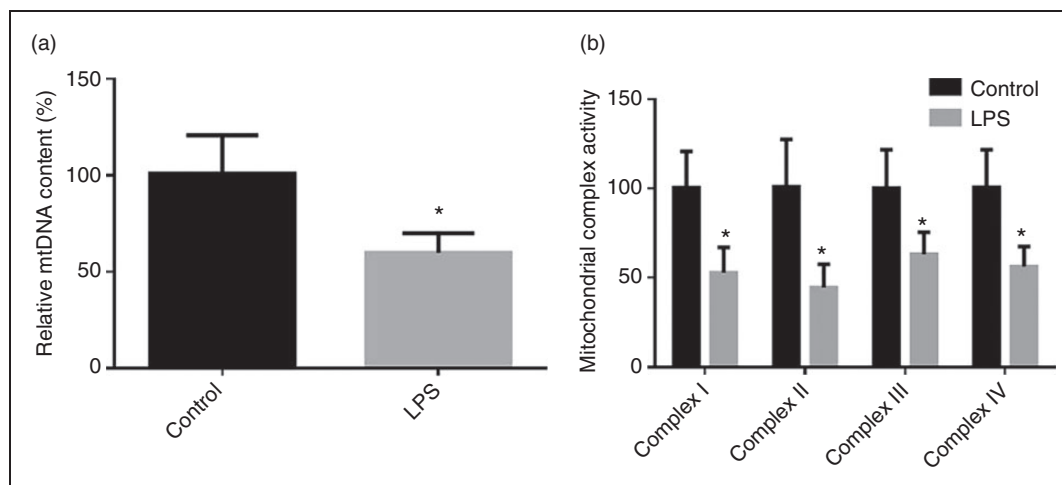 (a)
Relative mtDNA content (%)
150
100
50
0
*
Control
LPS
(b)
Mitochondrial complex activity
150
100
50
0
Control
LPS
*
*
*
*
Complex I
Complex II
Complex III
Complex IV